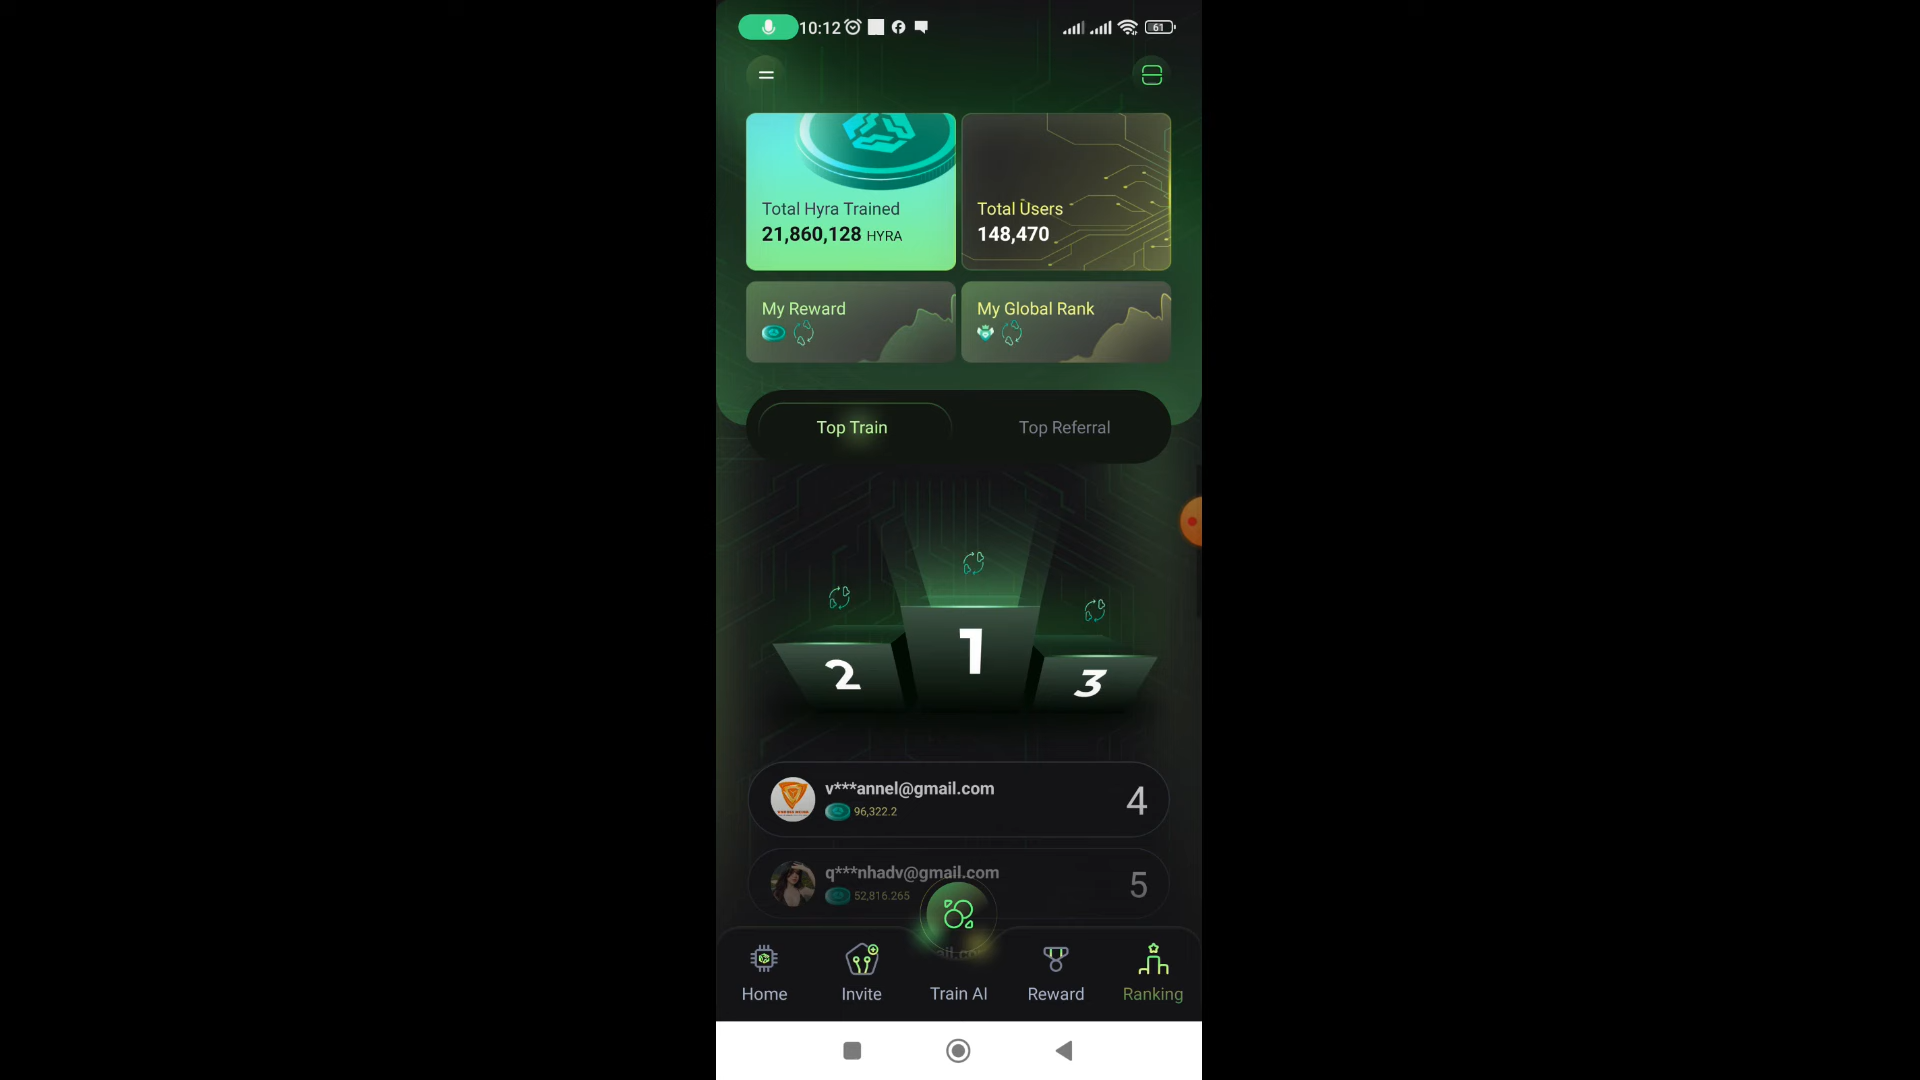 10:12
61
Total Hyra Trained
21,860,128 HYRA
Total Users
148,470
My Reward
My Global Rank
Top Train
Top Referral
1
2
3
v***annel@gmail.com
96,322.2
4
q***nhadv@gmail.com
52,816.265
5
Home
Invite
Train AI
Reward
Ranking